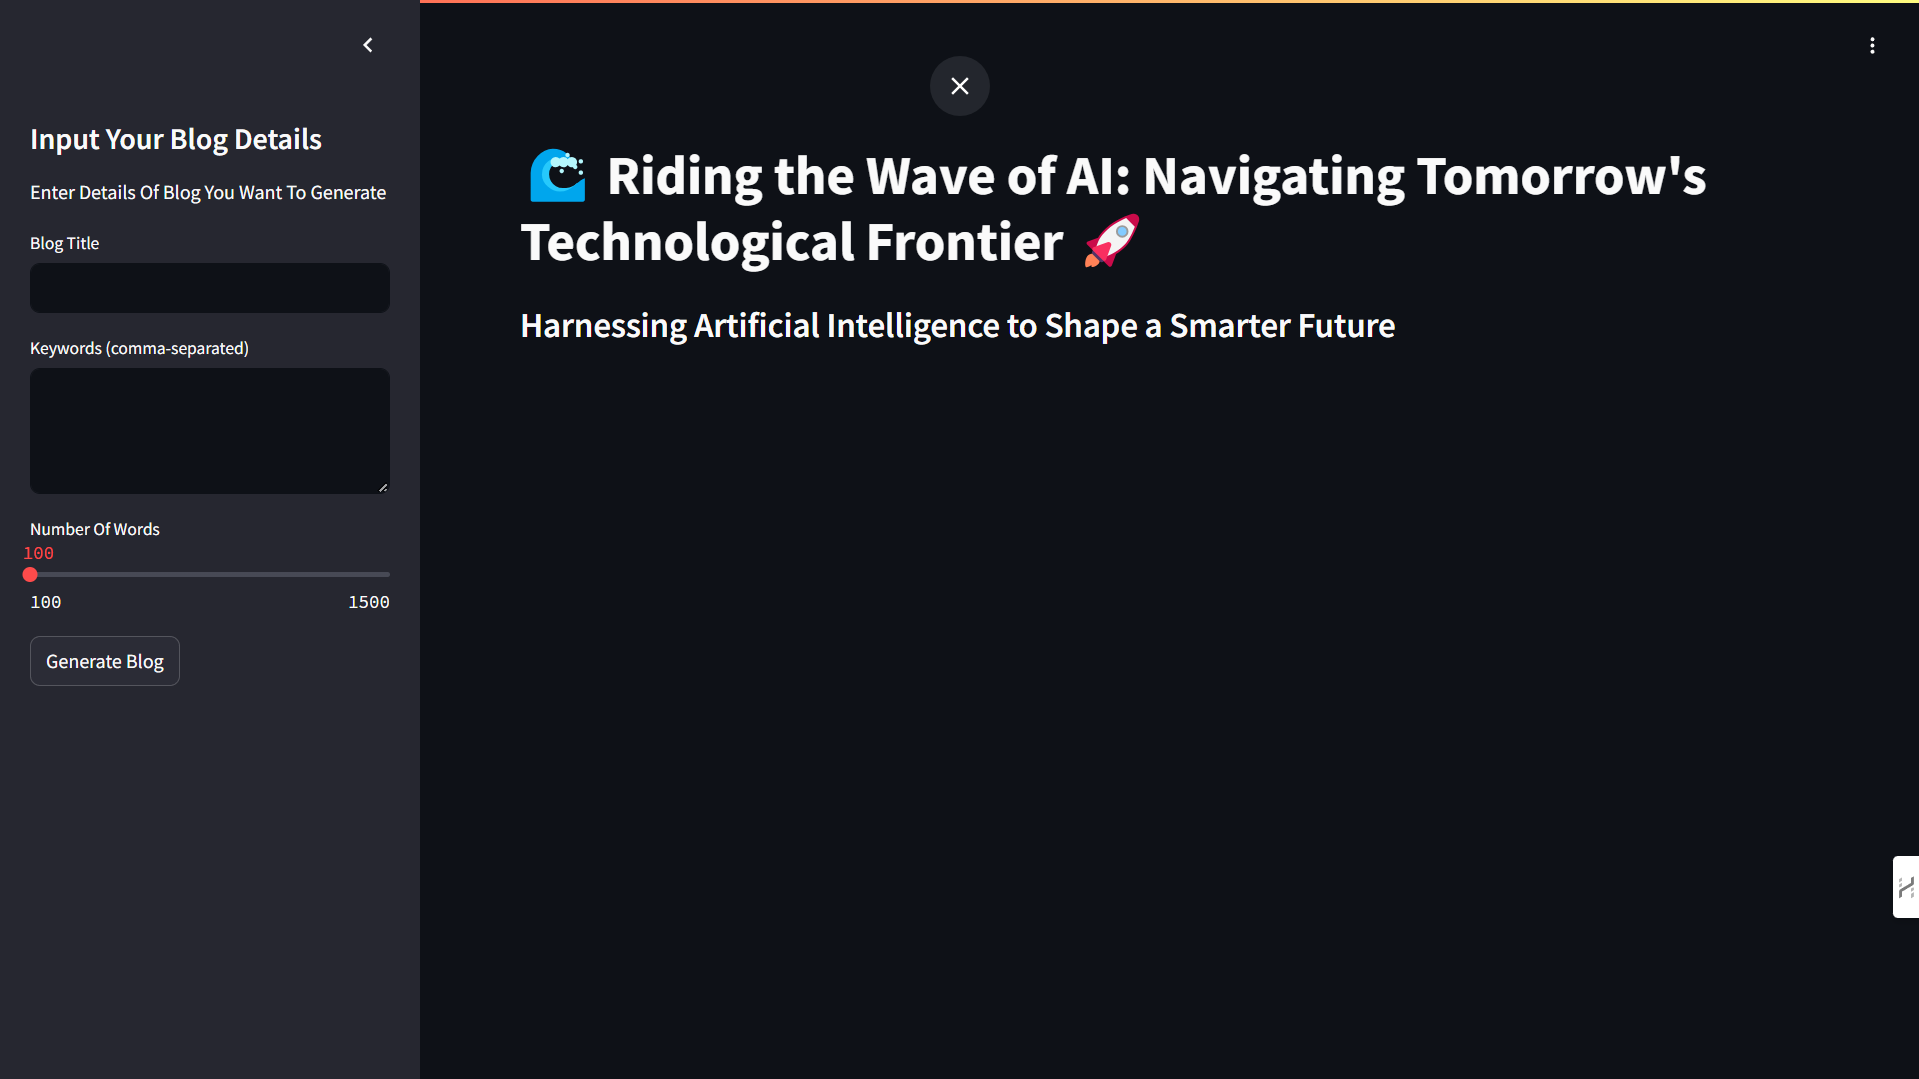 Input Your Blog Details
Enter Details Of Blog You Want To Generate
Blog Title
Keywords (comma-separated)
Number Of Words
100
100 1500
Generate Blog
🌊 Riding the Wave of AI: Navigating Tomorrow's
Technological Frontier 🚀
Harnessing Artificial Intelligence to Shape a Smarter Future